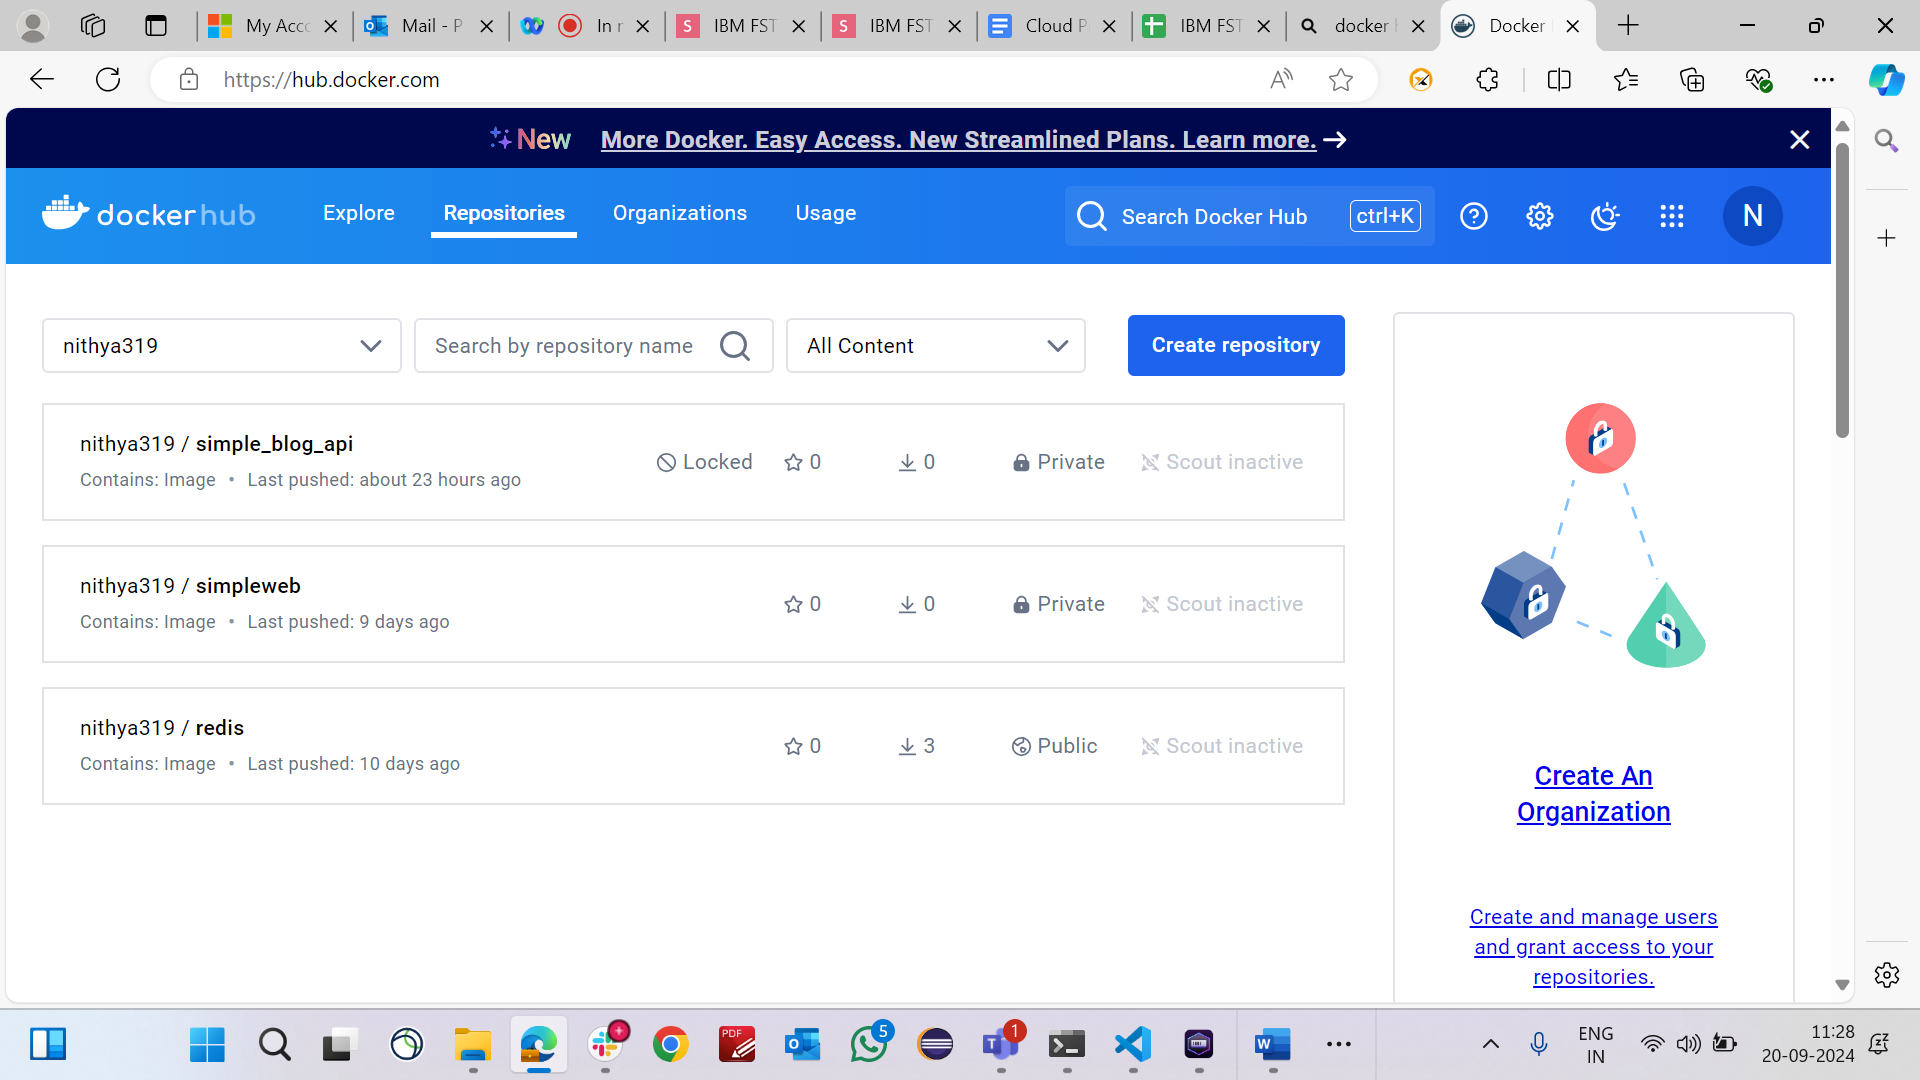 My Acc
Mail - P
In r
IBM FST
IBM FST
Cloud P
IBM FST
docker
Docker
https://hub.docker.com
New More Docker. Easy Access. New Streamlined Plans. Learn more. →
docker hub
Explore
Repositories
Organizations
Usage
Search Docker Hub
ctrl+K
N
nithya319
Search by repository name
All Content
Create repository
nithya319 / simple_blog_api
Contains: Image • Last pushed: about 23 hours ago
Locked
0
0
Private
Scout inactive
nithya319 / simpleweb
Contains: Image • Last pushed: 9 days ago
0
0
Private
Scout inactive
nithya319 / redis
Contains: Image • Last pushed: 10 days ago
0
3
Public
Scout inactive
Create An
Organization
Create and manage users
and grant access to your
repositories.
PDF
5
1
ENG
IN
11:28
20-09-2024